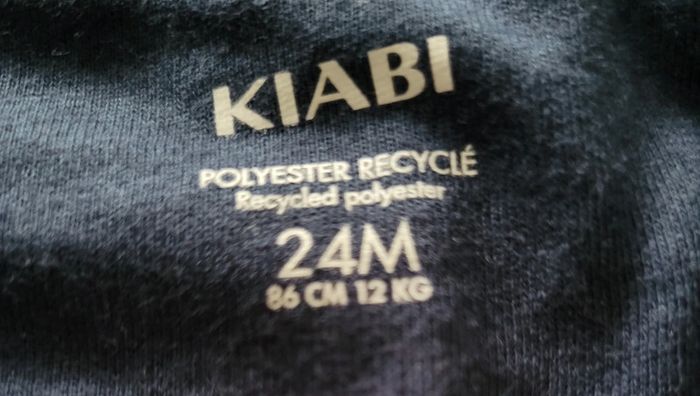 KIABI
POLYESTER RECYCLÉ
Recycled polyester
24M
86 CM 12 KG